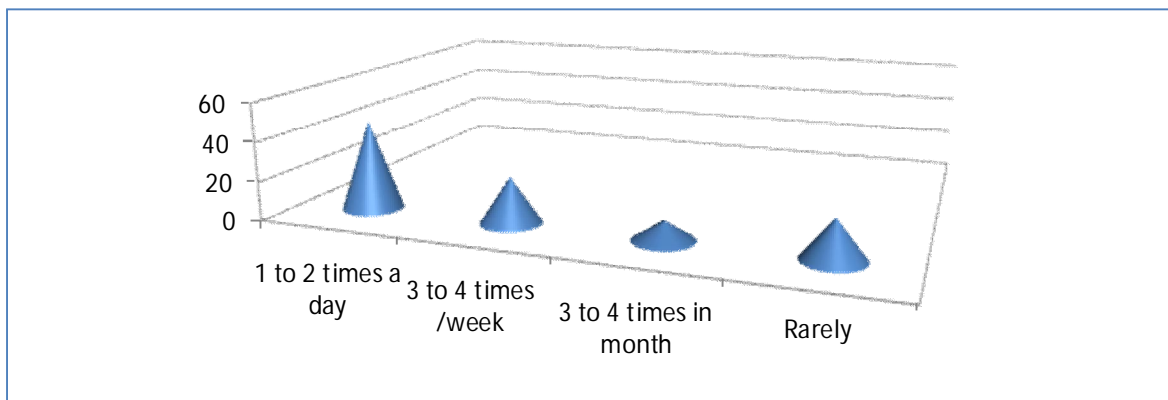 60
40
20
0
1 to 2 times a
day
3 to 4 times
/week
3 to 4 times in
month
Rarely